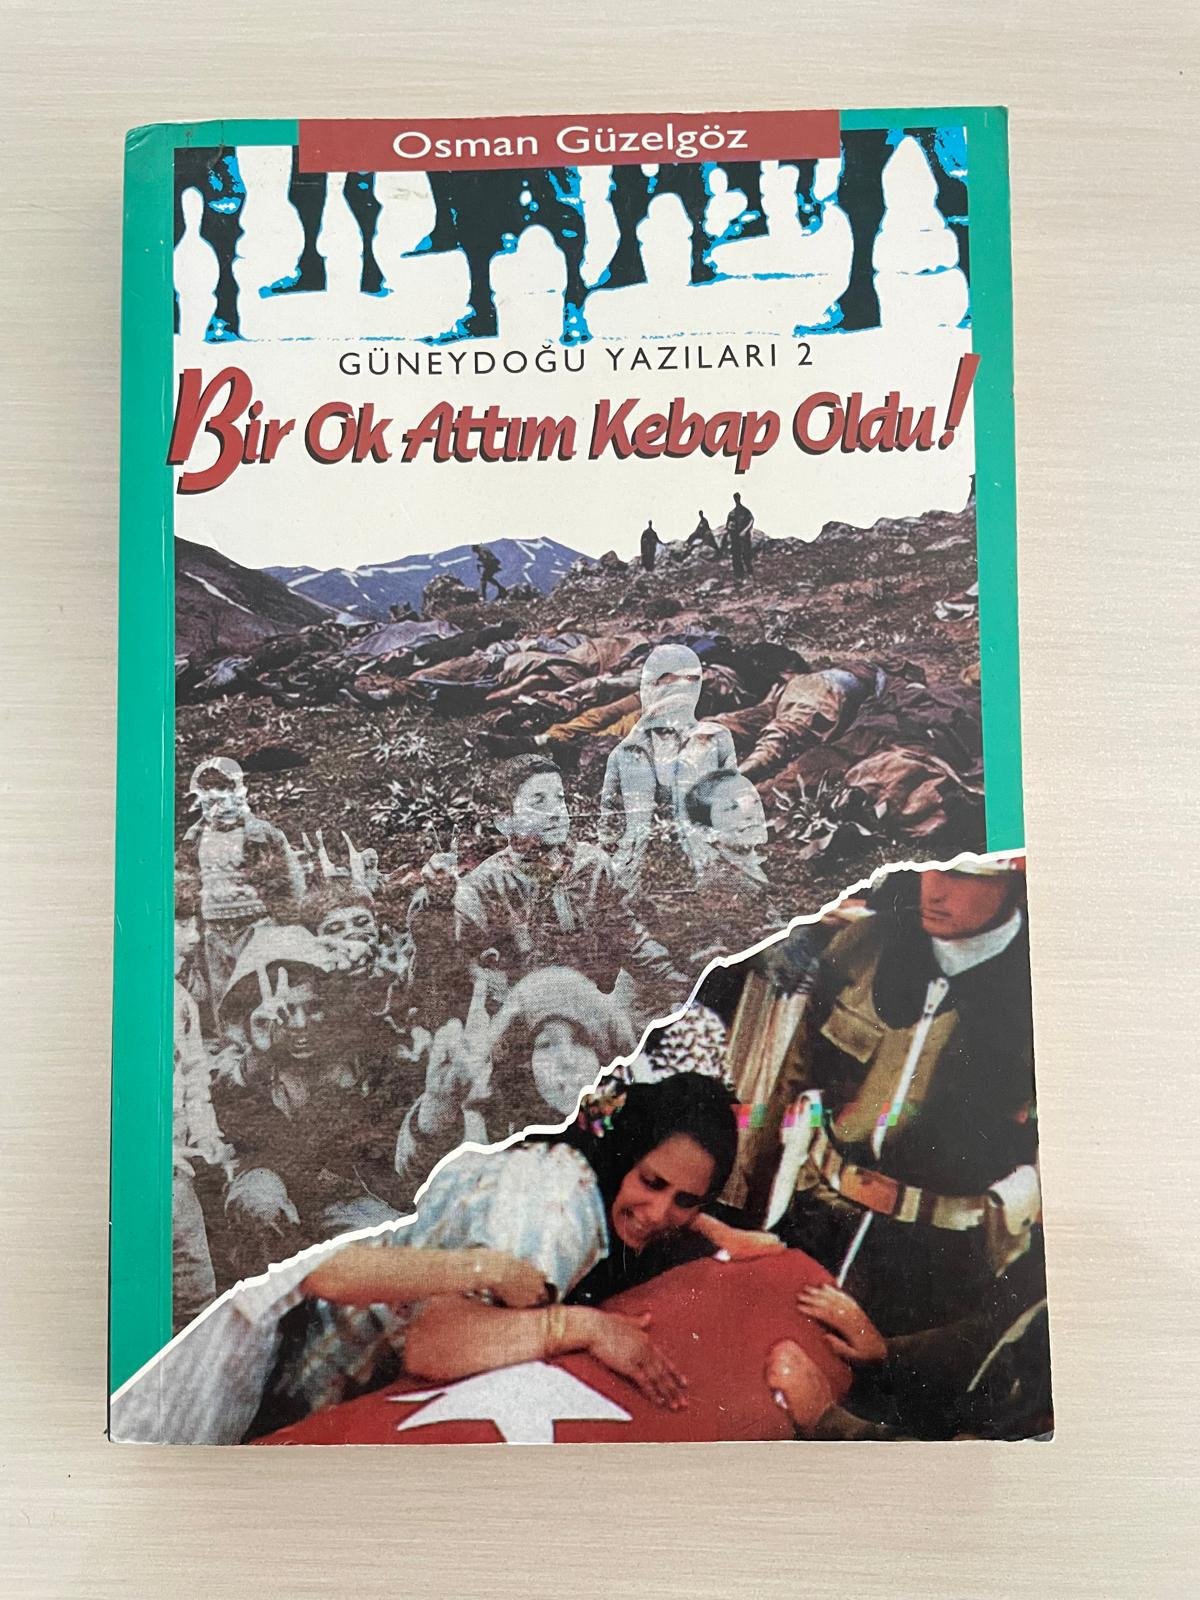 Osman Güzelgöz
GÜNEYDOĞU YAZILARI 2
Bir Ok Attım Kebap Oldu!